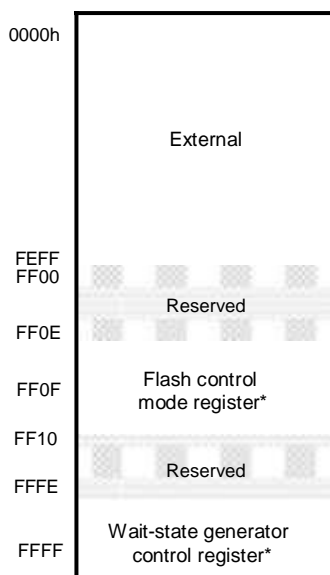 0000h
External
FEFF
FF00
Reserved
FF0E
FF0F
Flash control
mode register*
FF10
Reserved
FFFE
Wait-state generator
FFFF
control register*